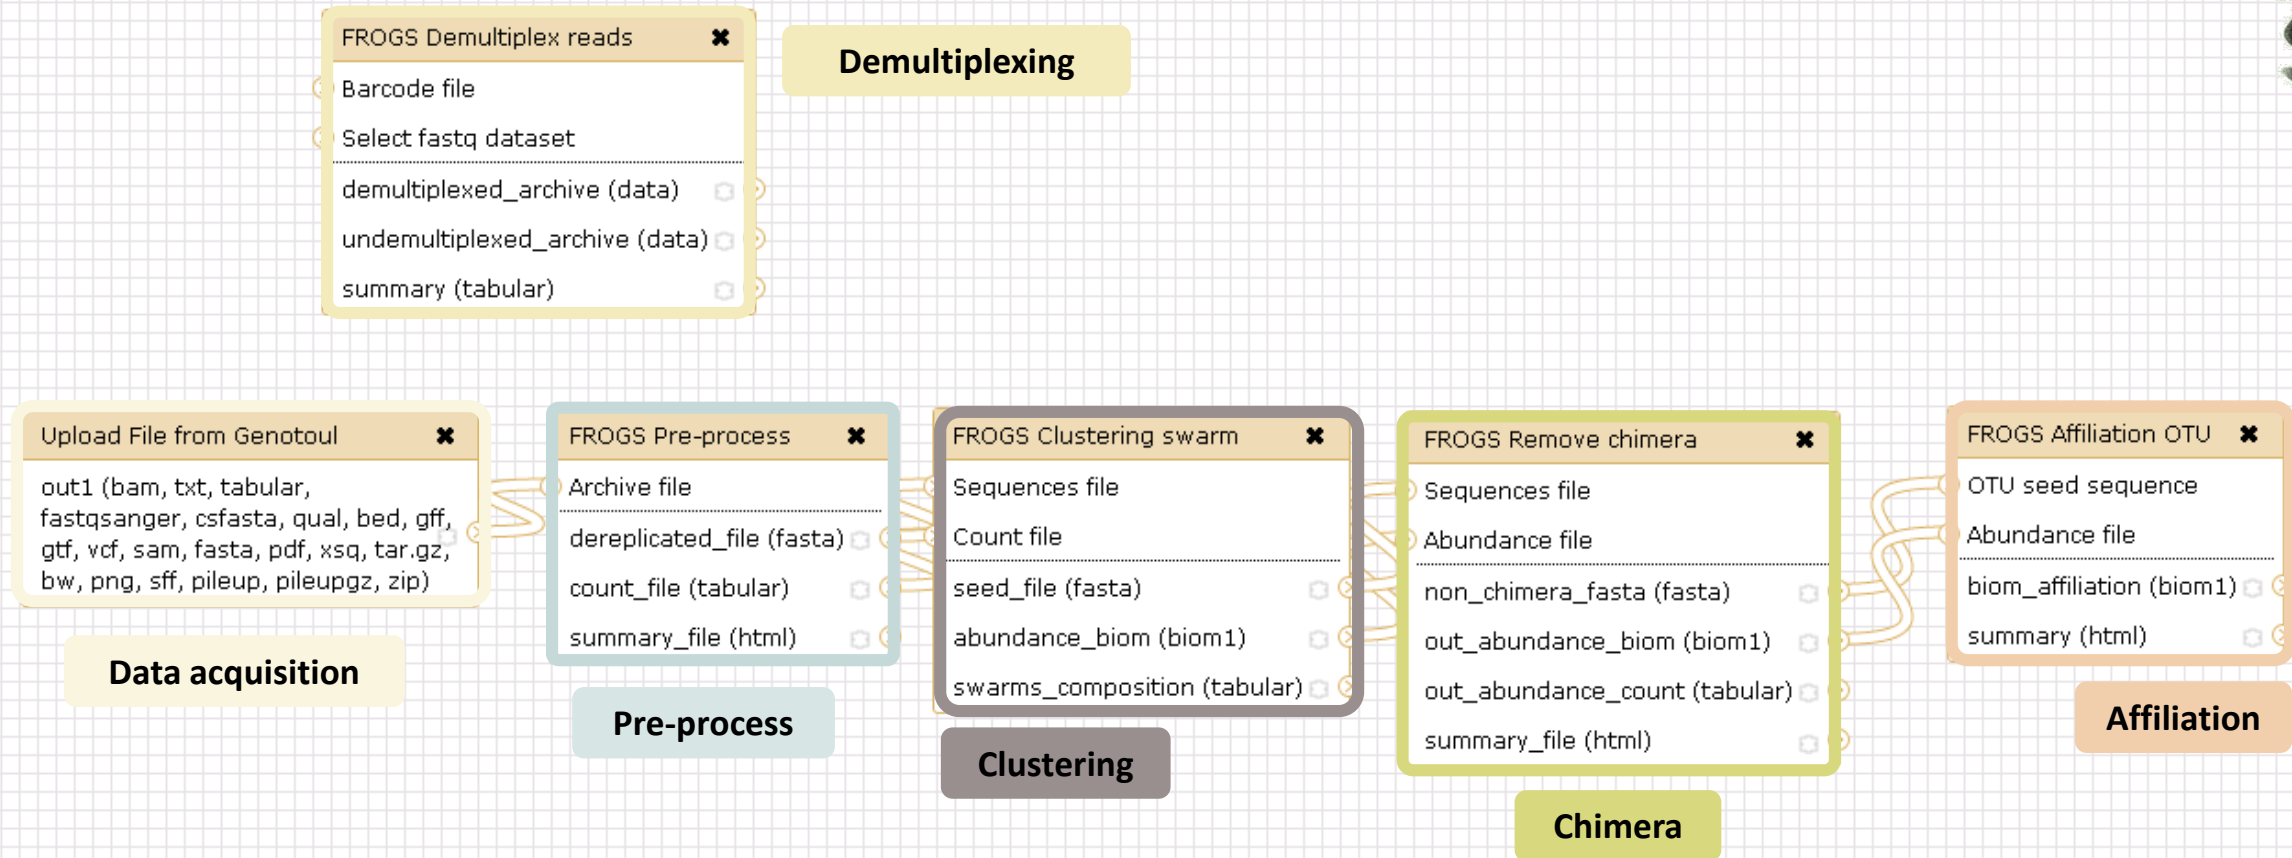 FROGS Demultiplex reads
Barcode file
Select fastq dataset
demultiplexed_archive (data)
undemultiplexed_archive (data)
summary (tabular)
Demultiplexing
Upload File from Genotoul
out1 (bam, txt, tabular,
fastqsanger, csfasta, qual, bed, gff,
gtf, vcf, sam, fasta, pdf, xsq, tar.gz,
bw, png, sff, pileup, pileupgz, zip)
Data acquisition
FROGS Pre-process
Archive file
dereplicated_file (fasta)
count_file (tabular)
summary_file (html)
Pre-process
FROGS Clustering swarm
Sequences file
Count file
seed_file (fasta)
abundance_biom (biom1)
swarms_composition (tabular)
Clustering
FROGS Remove chimera
Sequences file
Abundance file
non_chimera_fasta (fasta)
out_abundance_biom (biom1)
out_abundance_count (tabular)
summary_file (html)
Chimera
FROGS Affiliation OTU
OTU seed sequence
Abundance file
biom_affiliation (biom1)
summary (html)
Affiliation